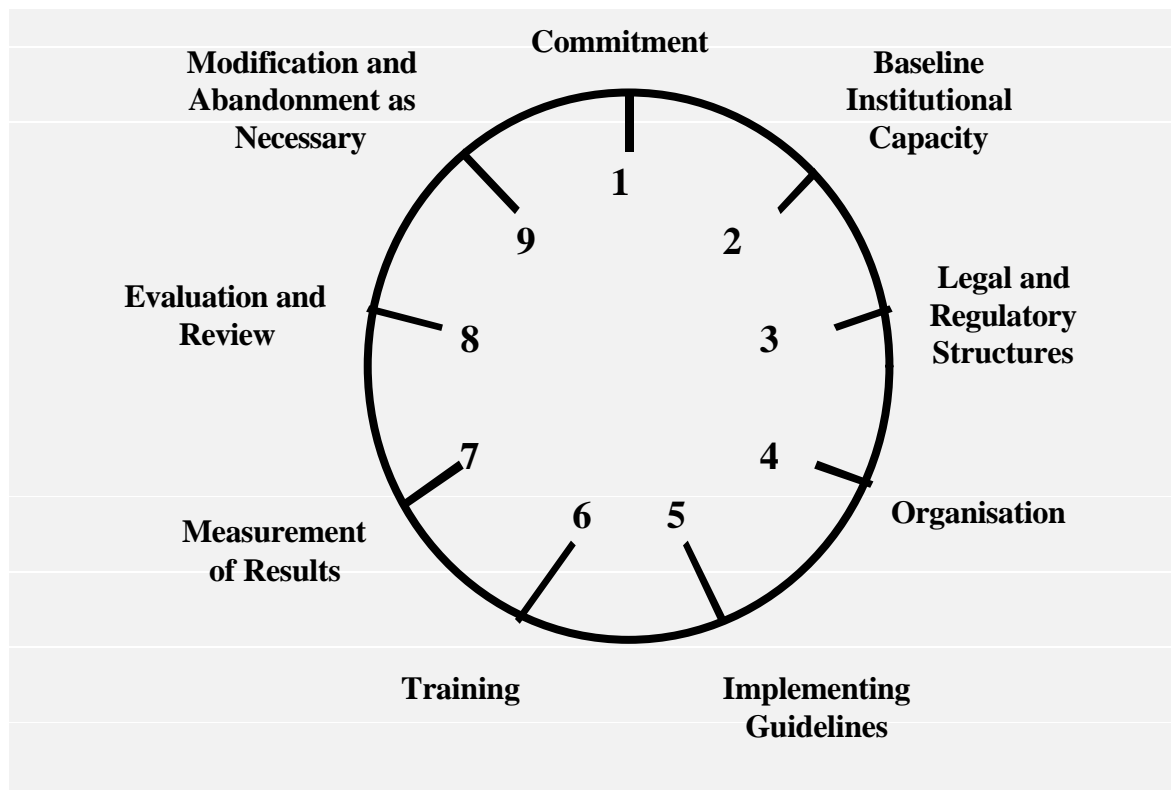 Commitment
1
Baseline
Institutional
Capacity
2
Legal and
Regulatory
Structures
3
Organisation
4
Implementing
Guidelines
5
Training
6
Measurement
of Results
7
Evaluation and
Review
8
Modification and
Abandonment as
Necessary
9